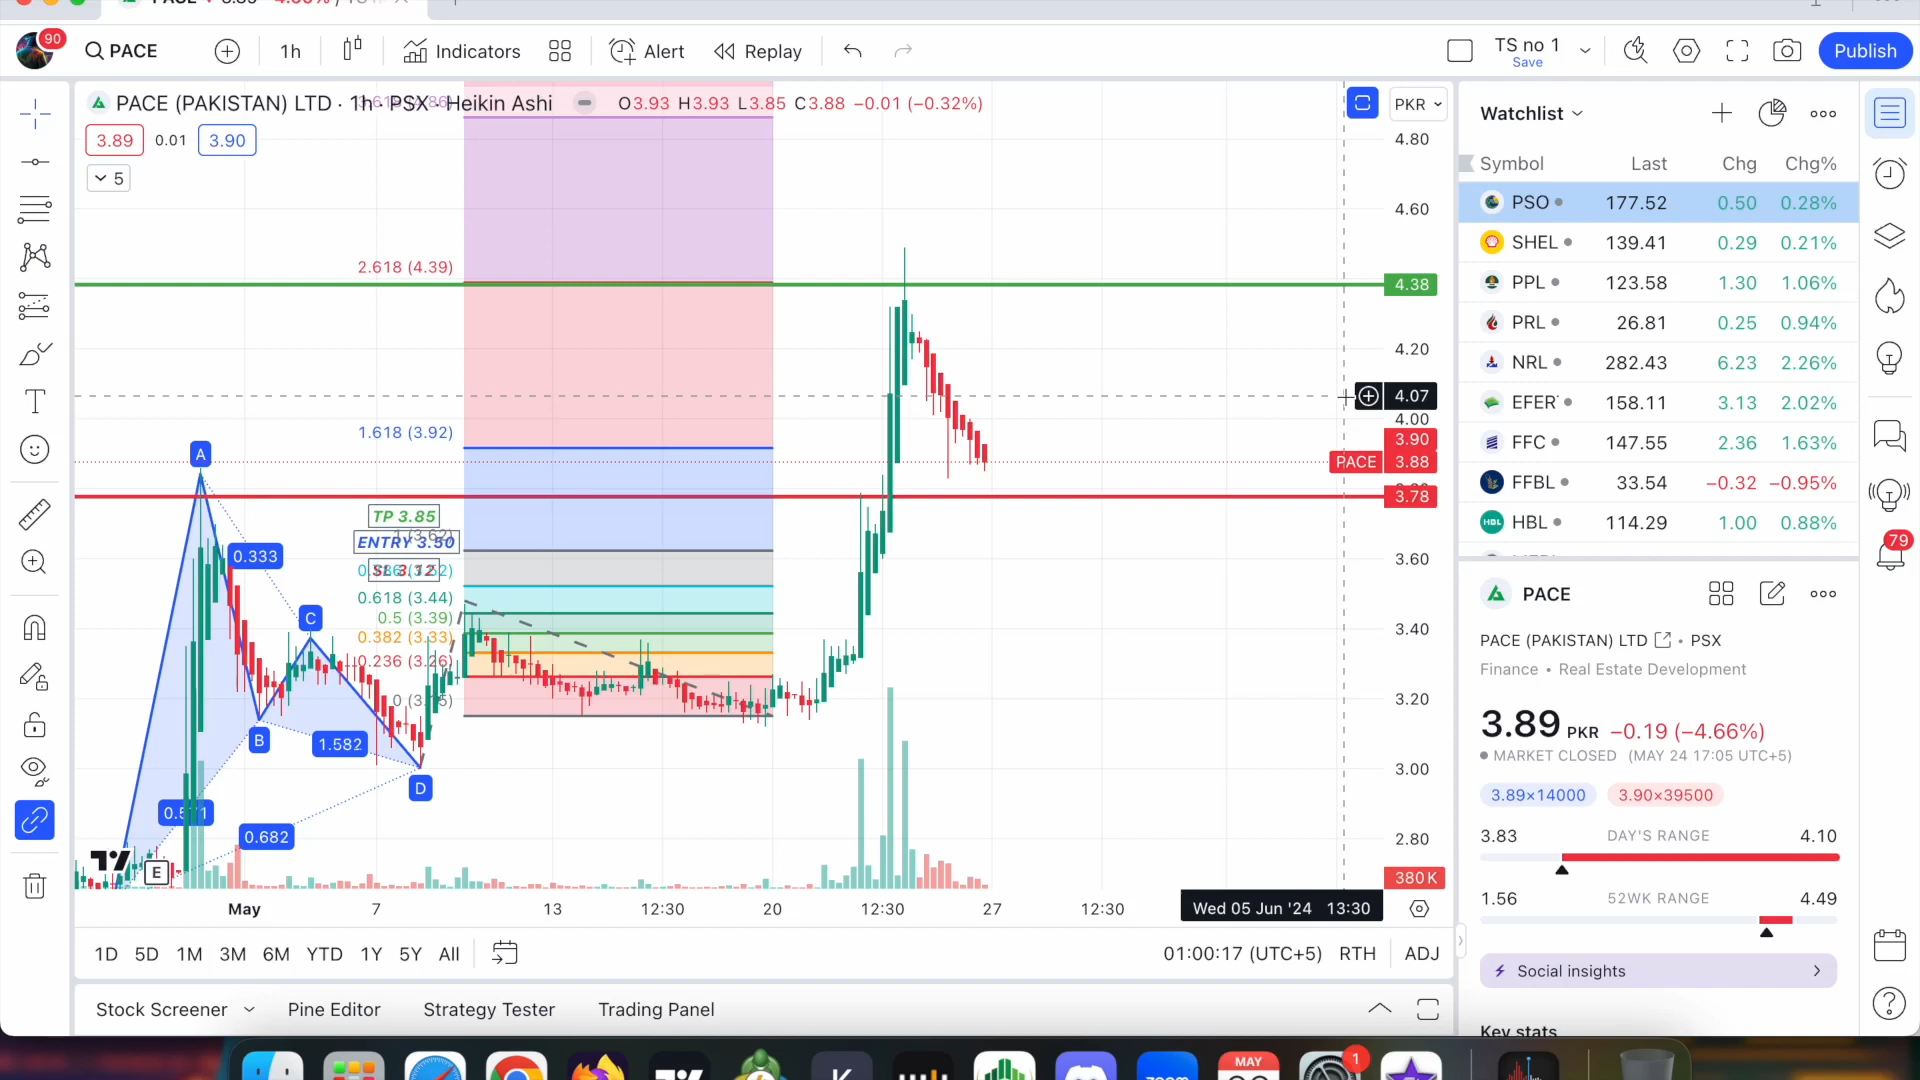 90
PACE
1h
Indicators
Alert
Replay
TS no 1
Save
Publish
PACE (PAKISTAN) LTD · 1h · PSX · Heikin Ashi
O3.93 H3.93 L3.85 C3.88 −0.01 (−0.32%)
PKR
3.89 0.01 3.90
5
4.80
4.60
4.38
4.20
4.07
4.00
3.90
PACE 3.88
3.78
3.60
3.40
3.20
3.00
2.80
380 K
2.618 (4.39)
1.618 (3.92)
TP 3.85
ENTRY 3.50
0.618 (3.44)
0.5 (3.39)
0.382 (3.33)
0.236 (3.26)
A
0.333
C
B
1.582
D
0.682
E
May 7 13 12:30 20 12:30 27 12:30 Wed 05 Jun '24 13:30
1D 5D 1M 3M 6M YTD 1Y 5Y All
01:00:17 (UTC+5) RTH ADJ
Stock Screener Pine Editor Strategy Tester Trading Panel
Watchlist
Symbol Last Chg Chg%
PSO 177.52 0.50 0.28%
SHEL 139.41 0.29 0.21%
PPL 123.58 1.30 1.06%
PRL 26.81 0.25 0.94%
NRL 282.43 6.23 2.26%
EFER 158.11 3.13 2.02%
FFC 147.55 2.36 1.63%
FFBL 33.54 −0.32 −0.95%
HBL HBL 114.29 1.00 0.88%
79
PACE
PACE (PAKISTAN) LTD • PSX
Finance • Real Estate Development
3.89 PKR −0.19 (−4.66%)
MARKET CLOSED (MAY 24 17:05 UTC+5)
3.89×14000 3.90×39500
3.83 DAY'S RANGE 4.10
1.56 52WK RANGE 4.49
Social insights
Key stats
MAY
1
zoom